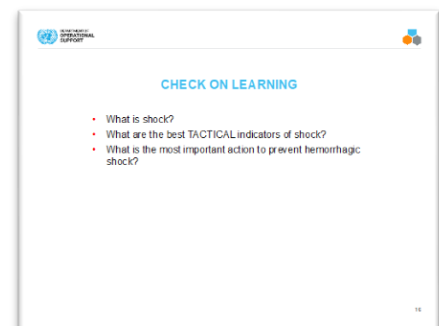 DEPARTMENT OF
OPERATIONAL
SUPPORT
CHECK ON LEARNING
• What is shock?
• What are the best TACTICAL indicators of shock?
• What is the most important action to prevent hemorrhagic
shock?